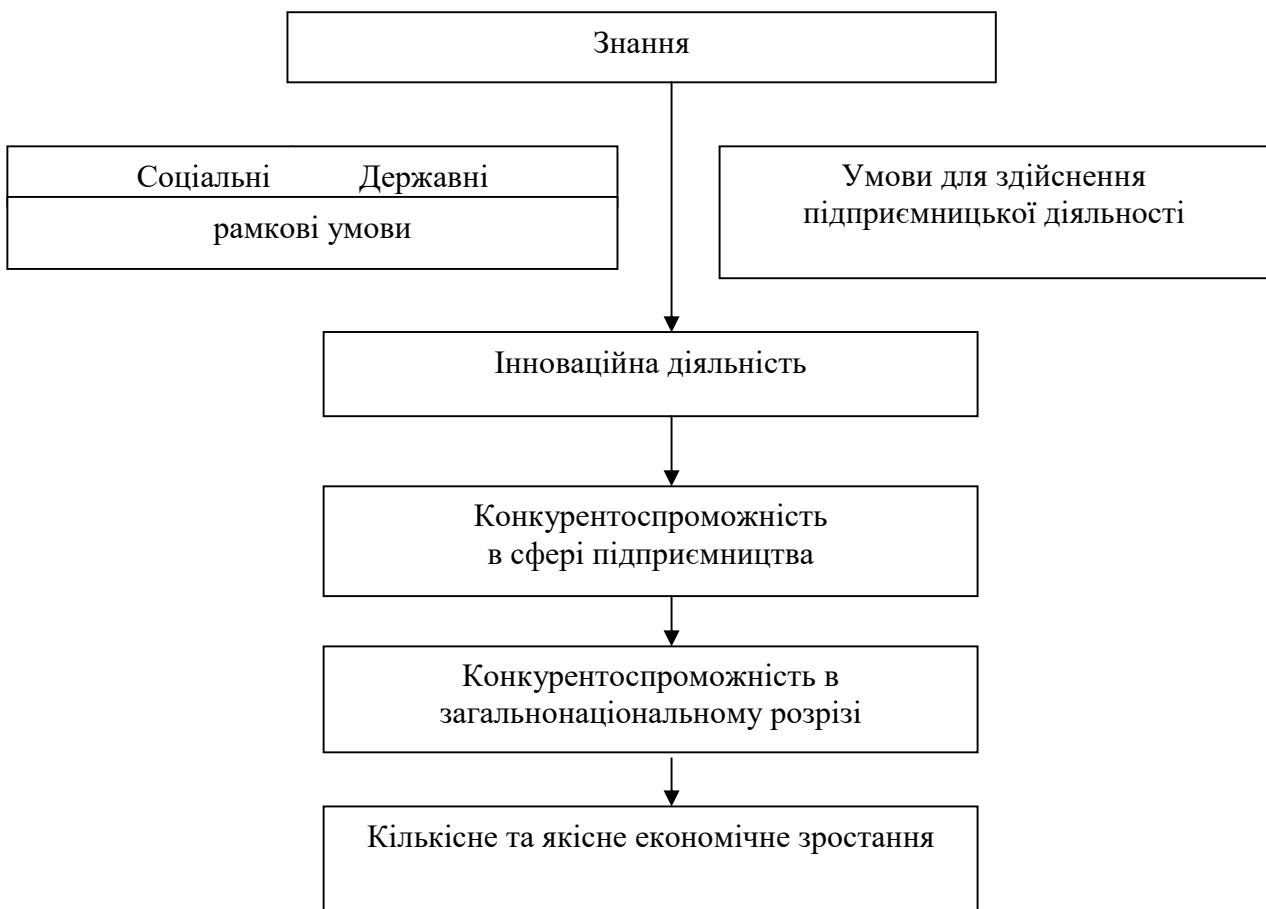 Знання
Соціальні Державні
рамкові умови
Умови для здійснення
підприємницької діяльності
Інноваційна діяльність
Конкурентоспроможність
в сфері підприємництва
Конкурентоспроможність в
загальнонаціональному розрізі
Кількісне та якісне економічне зростання